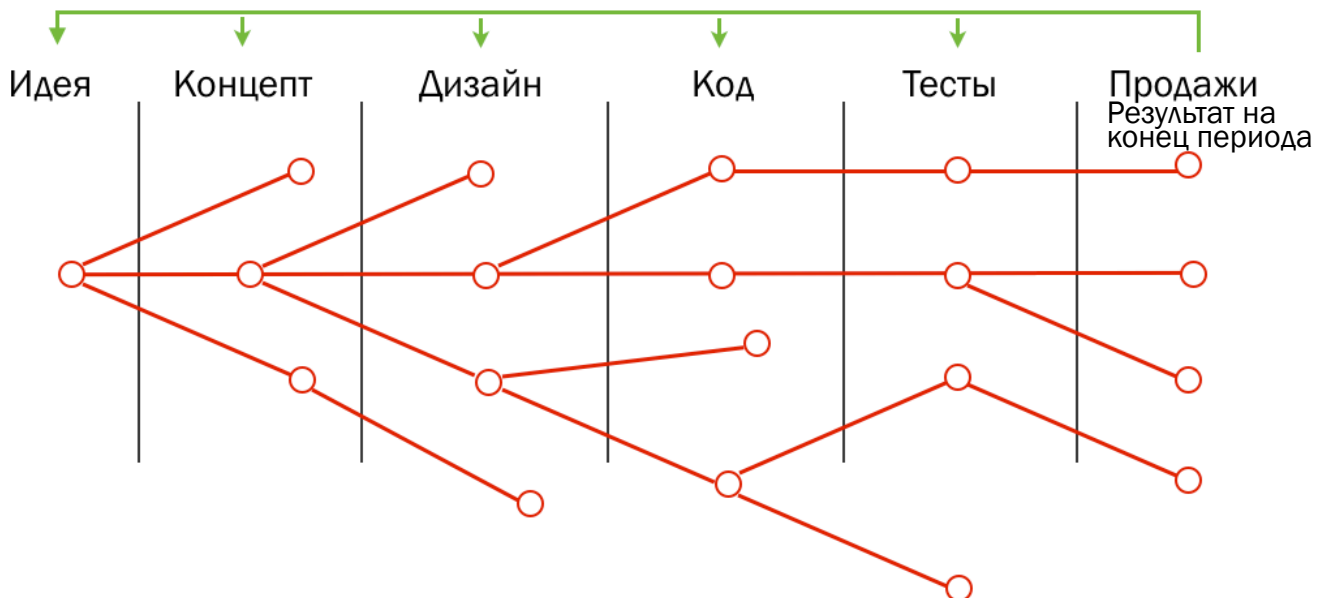 Идея
Концепт
Дизайн
Код
Тесты
Продажи
Результат на
конец периода